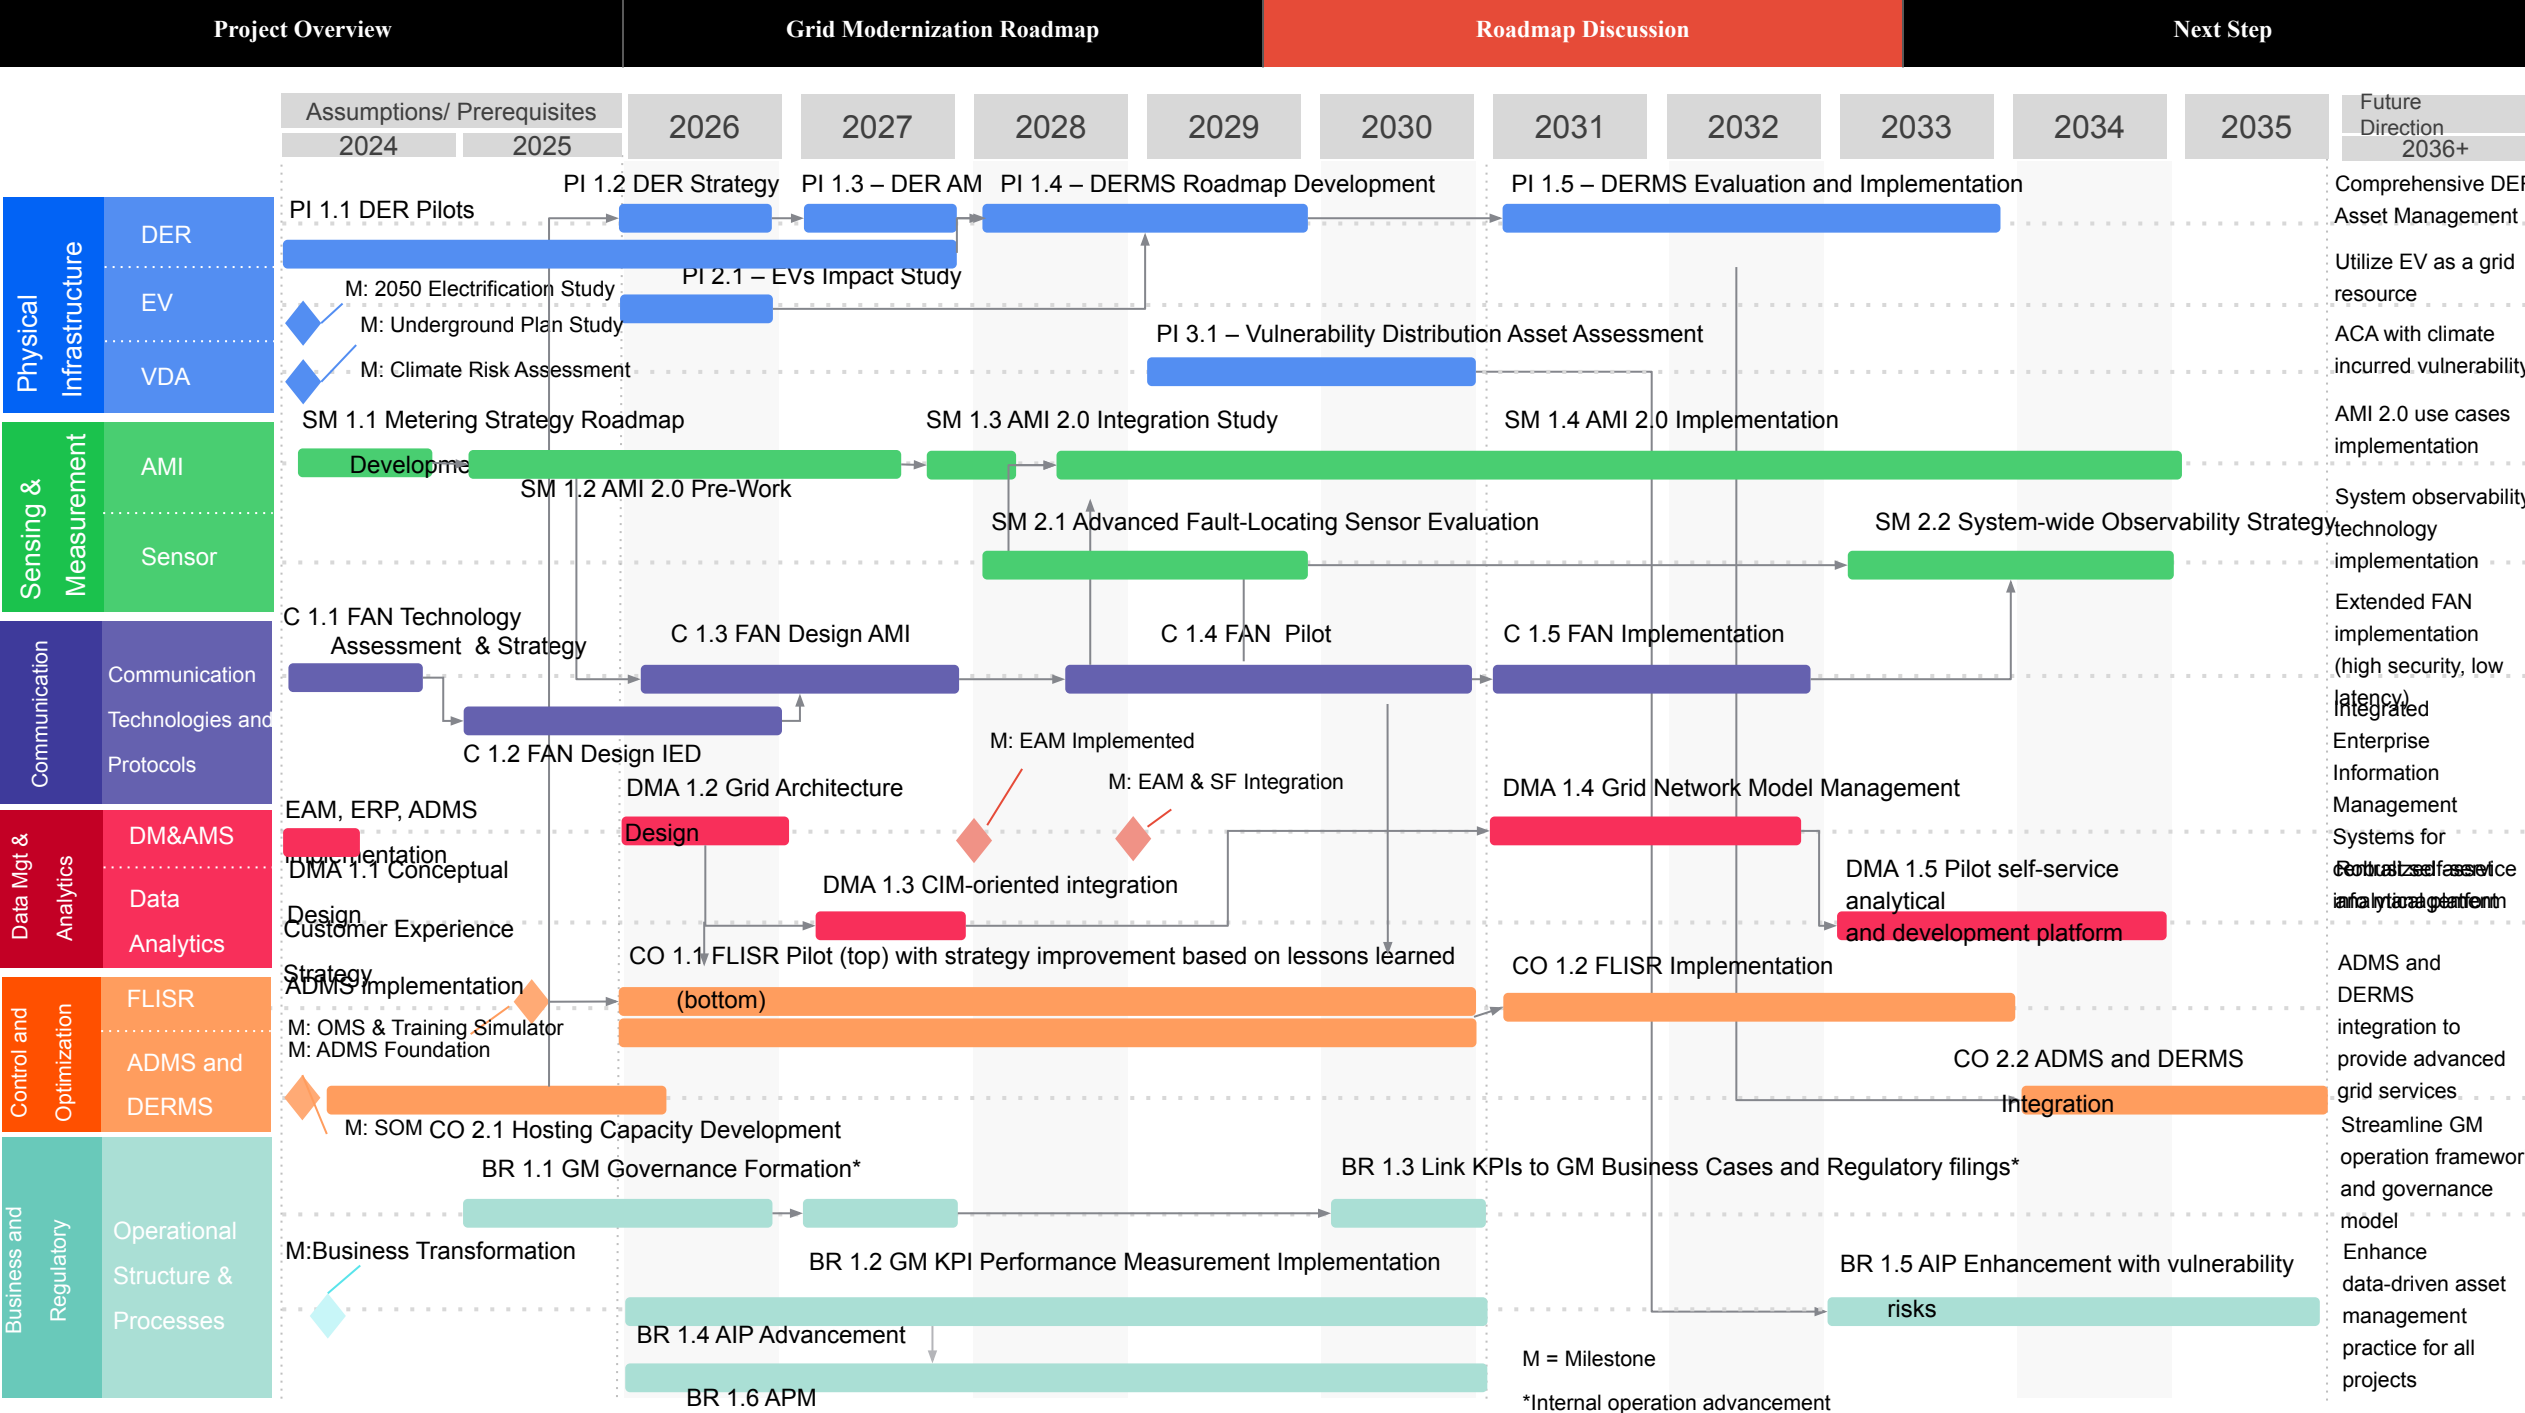 Project Overview
Grid Modernization Roadmap
Roadmap Discussion
Next Step
Assumptions/ Prerequisites
2024
2025
2026
2027
2028
2029
2030
2031
2032
2033
2034
2035
Future
Direction
2036+
Physical
Infrastructure
DER
EV
VDA
PI 1.1 DER Pilots
PI 1.2 DER Strategy
PI 1.3 – DER AM
PI 1.4 – DERMS Roadmap Development
PI 1.5 – DERMS Evaluation and Implementation
M: 2050 Electrification Study
PI 2.1 – EVs Impact Study
M: Underground Plan Study
PI 3.1 – Vulnerability Distribution Asset Assessment
M: Climate Risk Assessment
Comprehensive DER
Asset Management
Utilize EV as a grid
resource
ACA with climate
incurred vulnerability
Sensing &
Measurement
AMI
Sensor
SM 1.1 Metering Strategy Roadmap
Developme
SM 1.2 AMI 2.0 Pre-Work
SM 1.3 AMI 2.0 Integration Study
SM 1.4 AMI 2.0 Implementation
SM 2.1 Advanced Fault-Locating Sensor Evaluation
SM 2.2 System-wide Observability Strategy
AMI 2.0 use cases
implementation
System observability
technology
implementation
Communication
Communication
Technologies and
Protocols
C 1.1 FAN Technology
Assessment & Strategy
C 1.2 FAN Design IED
C 1.3 FAN Design AMI
C 1.4 FAN Pilot
C 1.5 FAN Implementation
Extended FAN
implementation
(high security, low
latency)
Data Mgt &
Analytics
DM&AMS
Data
Analytics
EAM, ERP, ADMS
Implementation
DMA 1.1 Conceptual
Design
Customer Experience
Strategy
DMA 1.2 Grid Architecture
Design
M: EAM Implemented
M: EAM & SF Integration
DMA 1.3 CIM-oriented integration
DMA 1.4 Grid Network Model Management
DMA 1.5 Pilot self-service
analytical
and development platform
Integrated
Enterprise
Information
Management
Systems for
centralized asset
info management
Robust self-service
analytical platform
Control and
Optimization
FLISR
ADMS and
DERMS
ADMS Implementation
M: OMS & Training Simulator
M: ADMS Foundation
M: SOM
CO 1.1 FLISR Pilot (top) with strategy improvement based on lessons learned
(bottom)
CO 1.2 FLISR Implementation
CO 2.1 Hosting Capacity Development
CO 2.2 ADMS and DERMS
Integration
ADMS and
DERMS
integration to
provide advanced
grid services
Business and
Regulatory
Operational
Structure &
Processes
BR 1.1 GM Governance Formation*
M:Business Transformation
BR 1.2 GM KPI Performance Measurement Implementation
BR 1.3 Link KPIs to GM Business Cases and Regulatory filings*
BR 1.4 AIP Advancement
BR 1.5 AIP Enhancement with vulnerability
risks
BR 1.6 APM
Streamline GM
operation framewor
and governance
model
Enhance
data-driven asset
management
practice for all
projects
M = Milestone
*Internal operation advancement